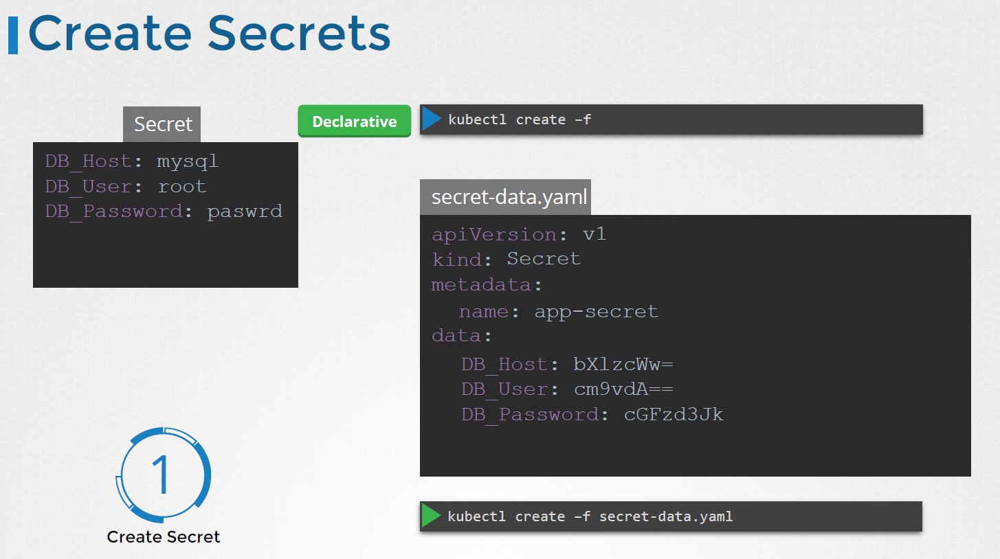 Create Secrets
Secret
DB_Host: mysql
DB_User: root
DB_Password: paswrd
Declarative
kubectl create –f
secret-data.yaml
apiVersion: v1
kind: Secret
metadata:
name: app-secret
data:
DB_Host: bXlzcWw=
DB_User: cm9vdA==
DB_Password: cGFzd3Jk
1
Create Secret
kubectl create –f secret-data.yaml